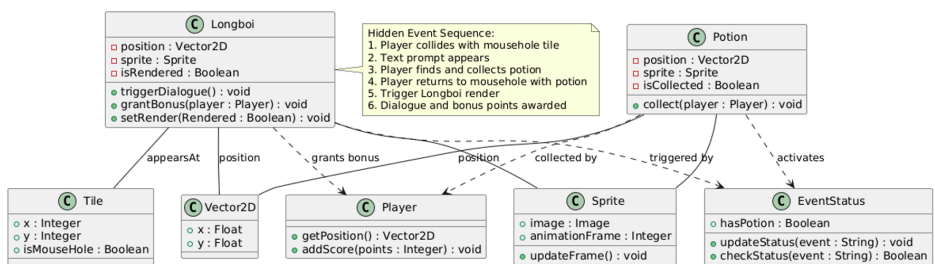 C Longboi
position : Vector2D
sprite : Sprite
isRendered : Boolean
triggerDialogue() : void
grantBonus(player : Player) : void
setRender(Rendered : Boolean) : void
Hidden Event Sequence:
1. Player collides with mousehole tile
2. Text prompt appears
3. Player finds and collects potion
4. Player returns to mousehole with potion
5. Trigger Longboi render
6. Dialogue and bonus points awarded
C Potion
position : Vector2D
sprite : Sprite
isCollected : Boolean
collect(player : Player) : void
appearsAt
position
grants bonus
position
collected by
triggered by
activates
C Tile
x : Integer
y : Integer
isMouseHole : Boolean
C Vector2D
x : Float
y : Float
C Player
getPosition() : Vector2D
addScore(points : Integer) : void
C Sprite
image : Image
animationFrame : Integer
updateFrame() : void
C EventStatus
hasPotion : Boolean
updateStatus(event : String) : void
checkStatus(event : String) : Boolean